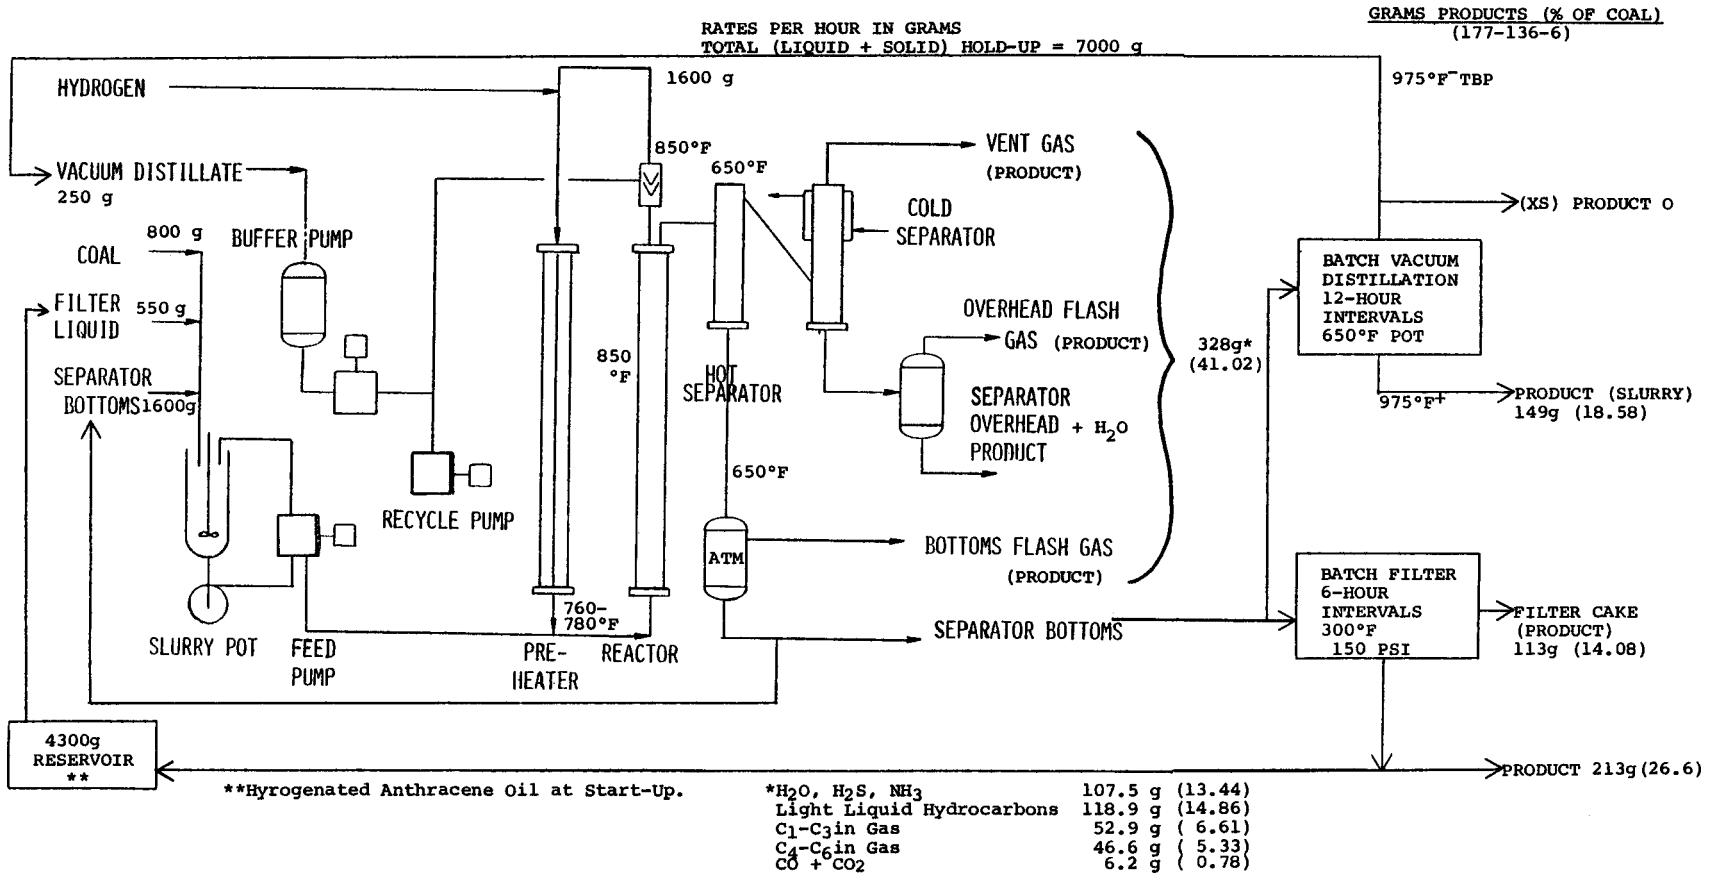 GRAMS PRODUCTS (% OF COAL)
(177-136-6)
RATES PER HOUR IN GRAMS
TOTAL (LIQUID + SOLID) HOLD-UP = 7000 g
HYDROGEN
1600 g
975°F⁻TBP
VACUUM DISTILLATE
250 g
850°F
650°F
VENT GAS
(PRODUCT)
COLD
SEPARATOR
(XS) PRODUCT O
800 g
COAL
BUFFER PUMP
BATCH VACUUM
DISTILLATION
12-HOUR
INTERVALS
650°F POT
FILTER
LIQUID
550 g
OVERHEAD FLASH
GAS (PRODUCT)
328g*
(41.02)
850
°F
HOT
SEPARATOR
SEPARATOR
BOTTOMS
1600g
SEPARATOR
OVERHEAD + H₂O
PRODUCT
975°F⁺
PRODUCT (SLURRY)
149g (18.58)
650°F
RECYCLE PUMP
ATM
BOTTOMS FLASH GAS
(PRODUCT)
BATCH FILTER
6-HOUR
INTERVALS
300°F
150 PSI
FILTER CAKE
(PRODUCT)
113g (14.08)
760-
780°F
SEPARATOR BOTTOMS
SLURRY POT
FEED
PUMP
PRE-
HEATER
REACTOR
4300g
RESERVOIR
**
PRODUCT 213g(26.6)
**Hyrogenated Anthracene Oil at Start-Up.
*H₂O, H₂S, NH₃ 107.5 g (13.44)
Light Liquid Hydrocarbons 118.9 g (14.86)
C₁-C₃in Gas 52.9 g ( 6.61)
C₄-C₆in Gas 46.6 g ( 5.33)
CO + CO₂ 6.2 g ( 0.78)